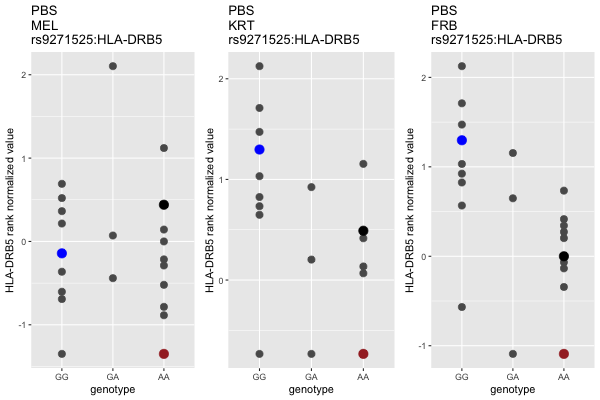 PBS
MEL
rs9271525:HLA-DRB5
HLA-DRB5 rank normalized value
2
1
0
-1
GG
GA
AA
genotype
PBS
KRT
rs9271525:HLA-DRB5
HLA-DRB5 rank normalized value
2
1
0
GG
GA
AA
genotype
PBS
FRB
rs9271525:HLA-DRB5
HLA-DRB5 rank normalized value
2
1
0
-1
GG
GA
AA
genotype